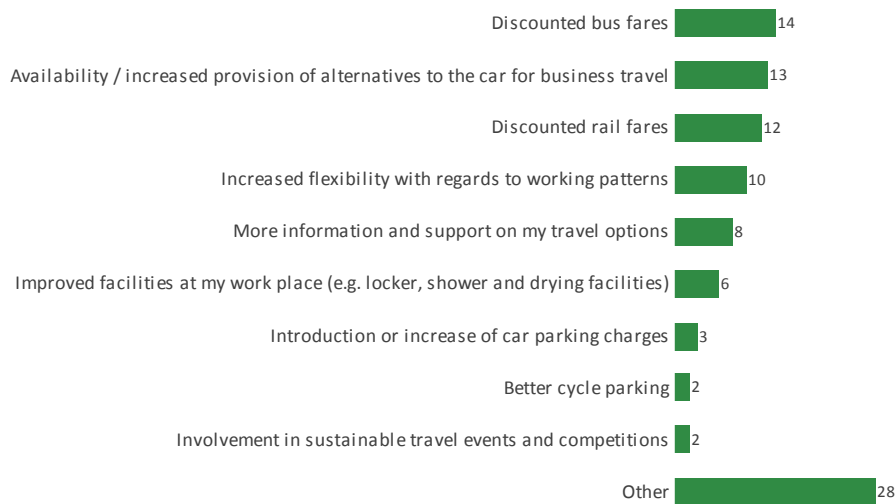 Discounted bus fares 14
Availability / increased provision of alternatives to the car for business travel 13
Discounted rail fares 12
Increased flexibility with regards to working patterns 10
More information and support on my travel options 8
Improved facilities at my work place (e.g. locker, shower and drying facilities) 6
Introduction or increase of car parking charges 3
Better cycle parking 2
Involvement in sustainable travel events and competitions 2
Other 28